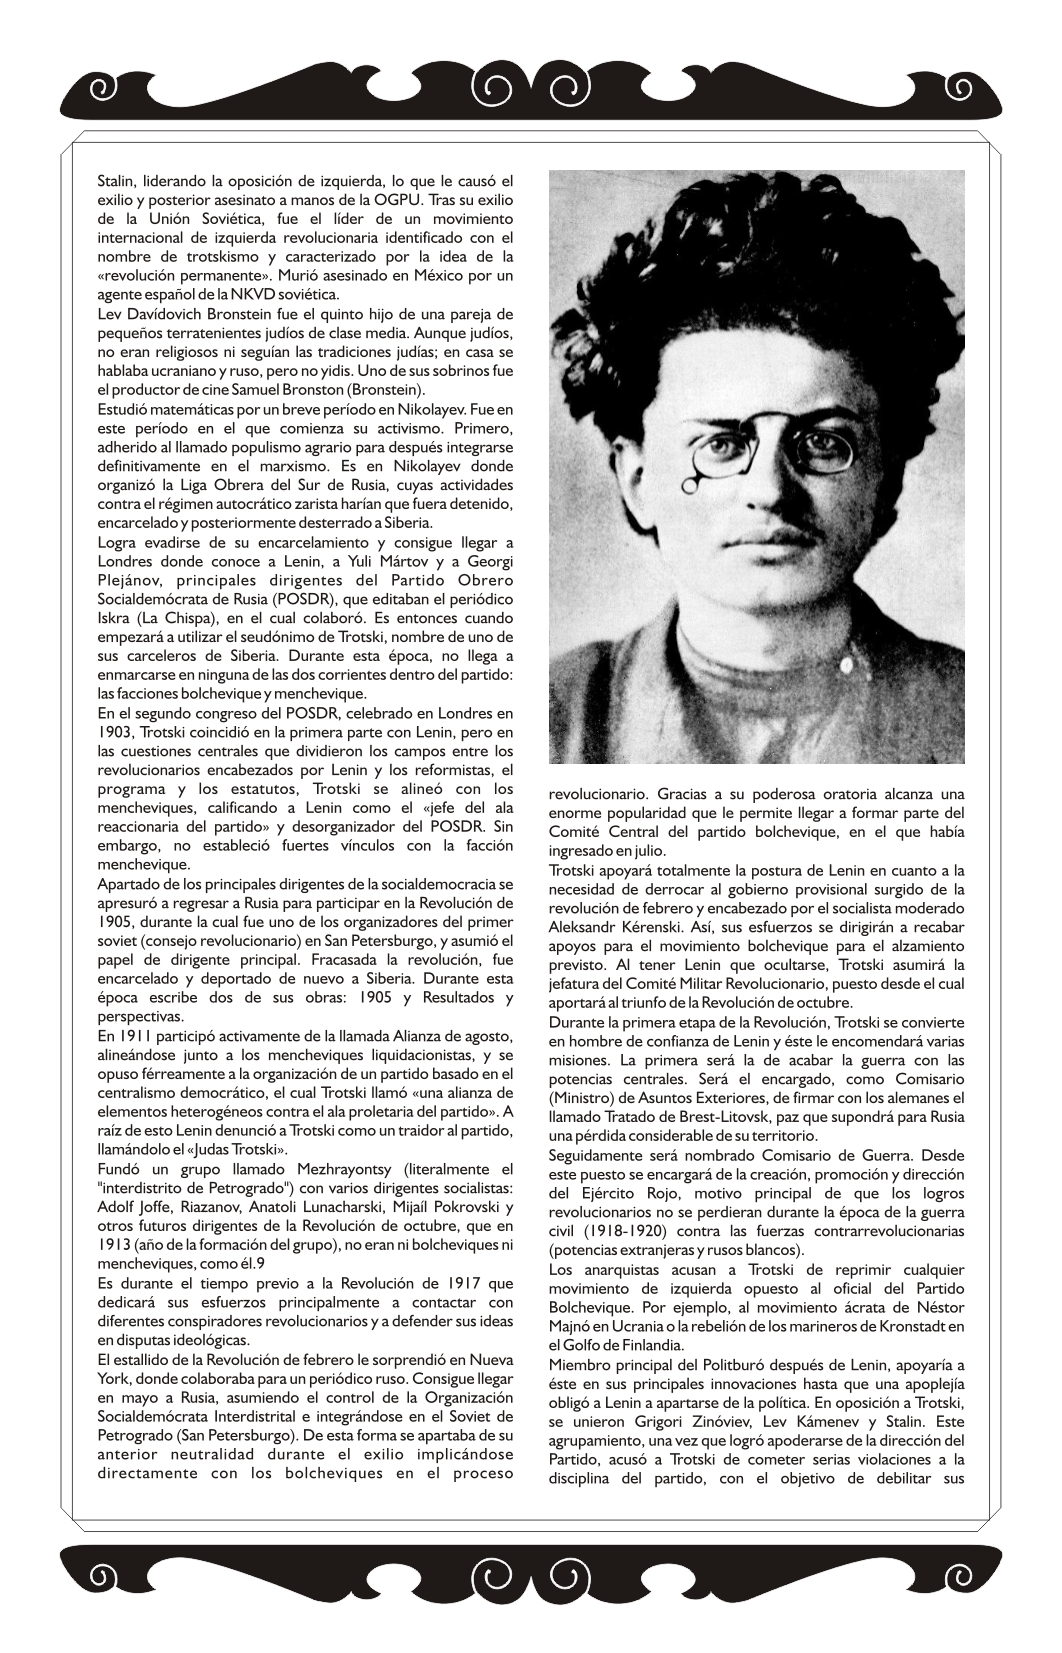 Stalin, liderando la oposición de izquierda, lo que le causó el
exilio y posterior asesinato a manos de la OGPU. Tras su exilio
de la Unión Soviética, fue el líder de un movimiento
internacional de izquierda revolucionaria identificado con el
nombre de trotskismo y caracterizado por la idea de la
«revolución permanente». Murió asesinado en México por un
agente español de la NKVD soviética.
Lev Davídovich Bronstein fue el quinto hijo de una pareja de
pequeños terratenientes judíos de clase media. Aunque judíos,
no eran religiosos ni seguían las tradiciones judías; en casa se
hablaba ucraniano y ruso, pero no yidis. Uno de sus sobrinos fue
el productor de cine Samuel Bronston (Bronstein).
Estudió matemáticas por un breve período en Nikolayev. Fue en
este período en el que comienza su activismo. Primero,
adherido al llamado populismo agrario para después integrarse
definitivamente en el marxismo. Es en Nikolayev donde
organizó la Liga Obrera del Sur de Rusia, cuyas actividades
contra el régimen autocrático zarista harían que fuera detenido,
encarcelado y posteriormente desterrado a Siberia.
Logra evadirse de su encarcelamiento y consigue llegar a
Londres donde conoce a Lenin, a Yuli Mártov y a Georgi
Plejánov, principales dirigentes del Partido Obrero
Socialdemócrata de Rusia (POSDR), que editaban el periódico
Iskra (La Chispa), en el cual colaboró. Es entonces cuando
empezará a utilizar el seudónimo de Trotski, nombre de uno de
sus carceleros de Siberia. Durante esta época, no llega a
enmarcarse en ninguna de las dos corrientes dentro del partido:
las facciones bolchevique y menchevique.
En el segundo congreso del POSDR, celebrado en Londres en
1903, Trotski coincidió en la primera parte con Lenin, pero en
las cuestiones centrales que dividieron los campos entre los
revolucionarios encabezados por Lenin y los reformistas, el
programa y los estatutos, Trotski se alineó con los
mencheviques, calificando a Lenin como el «jefe del ala
reaccionaria del partido» y desorganizador del POSDR. Sin
embargo, no estableció fuertes vínculos con la facción
menchevique.
Apartado de los principales dirigentes de la socialdemocracia se
apresuró a regresar a Rusia para participar en la Revolución de
1905, durante la cual fue uno de los organizadores del primer
soviet (consejo revolucionario) en San Petersburgo, y asumió el
papel de dirigente principal. Fracasada la revolución, fue
encarcelado y deportado de nuevo a Siberia. Durante esta
época escribe dos de sus obras: 1905 y Resultados y
perspectivas.
En 1911 participó activamente de la llamada Alianza de agosto,
alineándose junto a los mencheviques liquidacionistas, y se
opuso férreamente a la organización de un partido basado en el
centralismo democrático, el cual Trotski llamó «una alianza de
elementos heterogéneos contra el ala proletaria del partido». A
raíz de esto Lenin denunció a Trotski como un traidor al partido,
llamándolo el «Judas Trotski».
Fundó un grupo llamado Mezhrayontsy (literalmente el
"interdistrito de Petrogrado") con varios dirigentes socialistas:
Adolf Joffe, Riazanov, Anatoli Lunacharski, Mijaíl Pokrovski y
otros futuros dirigentes de la Revolución de octubre, que en
1913 (año de la formación del grupo), no eran ni bolcheviques ni
mencheviques, como él.9
Es durante el tiempo previo a la Revolución de 1917 que
dedicará sus esfuerzos principalmente a contactar con
diferentes conspiradores revolucionarios y a defender sus ideas
en disputas ideológicas.
El estallido de la Revolución de febrero le sorprendió en Nueva
York, donde colaboraba para un periódico ruso. Consigue llegar
en mayo a Rusia, asumiendo el control de la Organización
Socialdemócrata Interdistrital e integrándose en el Soviet de
Petrogrado (San Petersburgo). De esta forma se apartaba de su
anterior neutralidad durante el exilio implicándose
directamente con los bolcheviques en el proceso
revolucionario. Gracias a su poderosa oratoria alcanza una
enorme popularidad que le permite llegar a formar parte del
Comité Central del partido bolchevique, en el que había
ingresado en julio.
Trotski apoyará totalmente la postura de Lenin en cuanto a la
necesidad de derrocar al gobierno provisional surgido de la
revolución de febrero y encabezado por el socialista moderado
Aleksandr Kérenski. Así, sus esfuerzos se dirigirán a recabar
apoyos para el movimiento bolchevique para el alzamiento
previsto. Al tener Lenin que ocultarse, Trotski asumirá la
jefatura del Comité Militar Revolucionario, puesto desde el cual
aportará al triunfo de la Revolución de octubre.
Durante la primera etapa de la Revolución, Trotski se convierte
en hombre de confianza de Lenin y éste le encomendará varias
misiones. La primera será la de acabar la guerra con las
potencias centrales. Será el encargado, como Comisario
(Ministro) de Asuntos Exteriores, de firmar con los alemanes el
llamado Tratado de Brest-Litovsk, paz que supondrá para Rusia
una pérdida considerable de su territorio.
Seguidamente será nombrado Comisario de Guerra. Desde
este puesto se encargará de la creación, promoción y dirección
del Ejército Rojo, motivo principal de que los logros
revolucionarios no se perdieran durante la época de la guerra
civil (1918-1920) contra las fuerzas contrarrevolucionarias
(potencias extranjeras y rusos blancos).
Los anarquistas acusan a Trotski de reprimir cualquier
movimiento de izquierda opuesto al oficial del Partido
Bolchevique. Por ejemplo, al movimiento ácrata de Néstor
Majnó en Ucrania o la rebelión de los marineros de Kronstadt en
el Golfo de Finlandia.
Miembro principal del Politburó después de Lenin, apoyaría a
éste en sus principales innovaciones hasta que una apoplejía
obligó a Lenin a apartarse de la política. En oposición a Trotski,
se unieron Grigori Zinóviev, Lev Kámenev y Stalin. Este
agrupamiento, una vez que logró apoderarse de la dirección del
Partido, acusó a Trotski de cometer serias violaciones a la
disciplina del partido, con el objetivo de debilitar sus